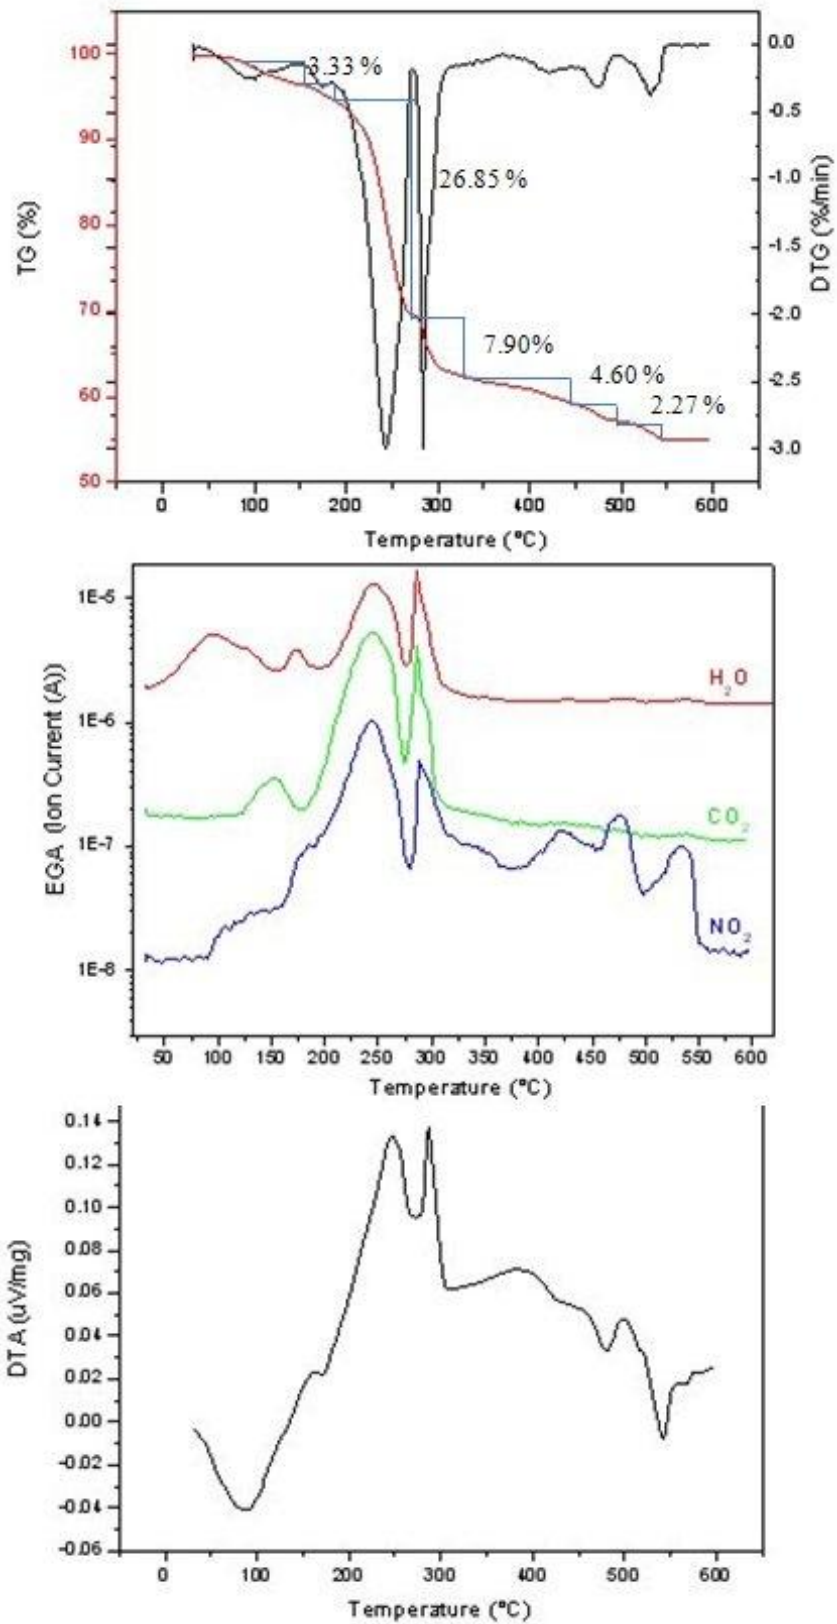 100
90
80
70
60
50
TG (%)
3.33 %
26.85 %
7.90%
4.60 %
2.27 %
0.0
-0.5
-1.0
-1.5
-2.0
-2.5
-3.0
DTG (%/min)
0 100 200 300 400 500 600
Temperature (°C)
1E-5
1E-6
1E-7
1E-8
EGA (Ion Current (A))
H2O
CO2
NO2
50 100 150 200 250 300 350 400 450 500 550 600
Temperature (°C)
0.14
0.12
0.10
0.08
0.06
0.04
0.02
0.00
-0.02
-0.04
-0.06
DTA (uV/mg)
0 100 200 300 400 500 600
Temperature (°C)